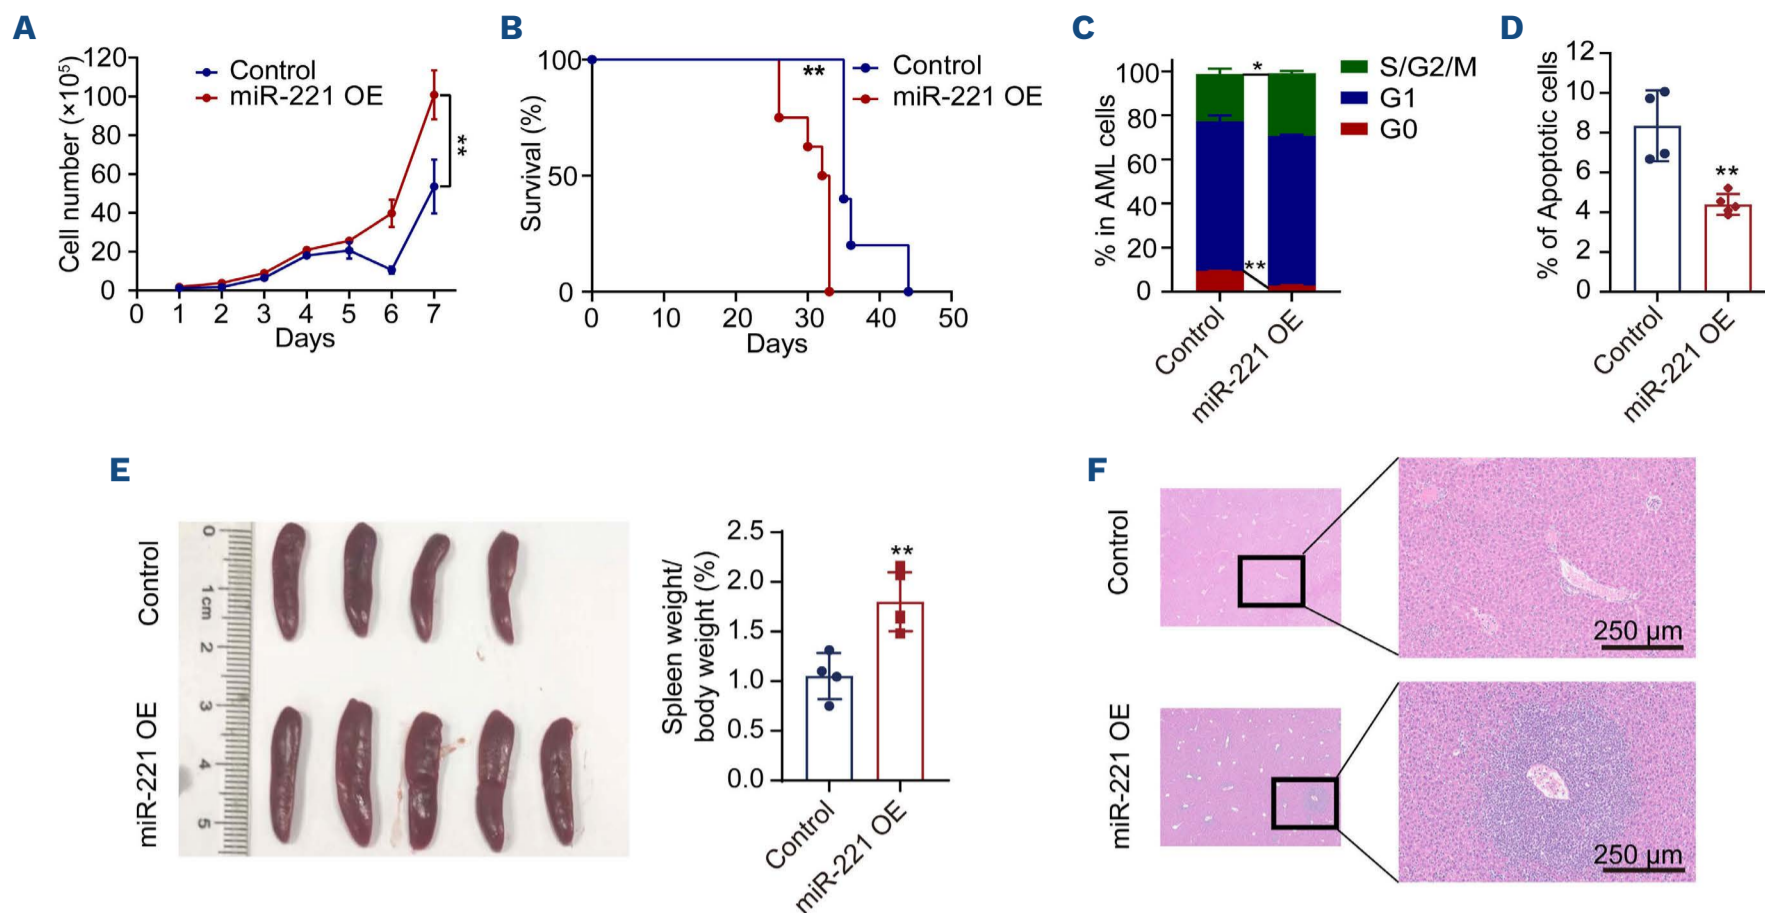 A
Cell number (×10⁵)
120
100
80
60
40
20
0
0 1 2 3 4 5 6 7
Days
Control
miR-221 OE
**
B
Survival (%)
100
50
0
0 10 20 30 40 50
Days
**
Control
miR-221 OE
C
% in AML cells
100
80
60
40
20
0
*
**
S/G2/M
G1
G0
Control
miR-221 OE
D
% of Apoptotic cells
12
10
8
6
4
2
0
**
Control
miR-221 OE
E
Control
miR-221 OE
0
1 cm
2
3
4
5
Spleen weight/
body weight (%)
2.5
2.0
1.5
1.0
0.5
0.0
**
Control
miR-221 OE
F
Control
250 µm
miR-221 OE
250 µm